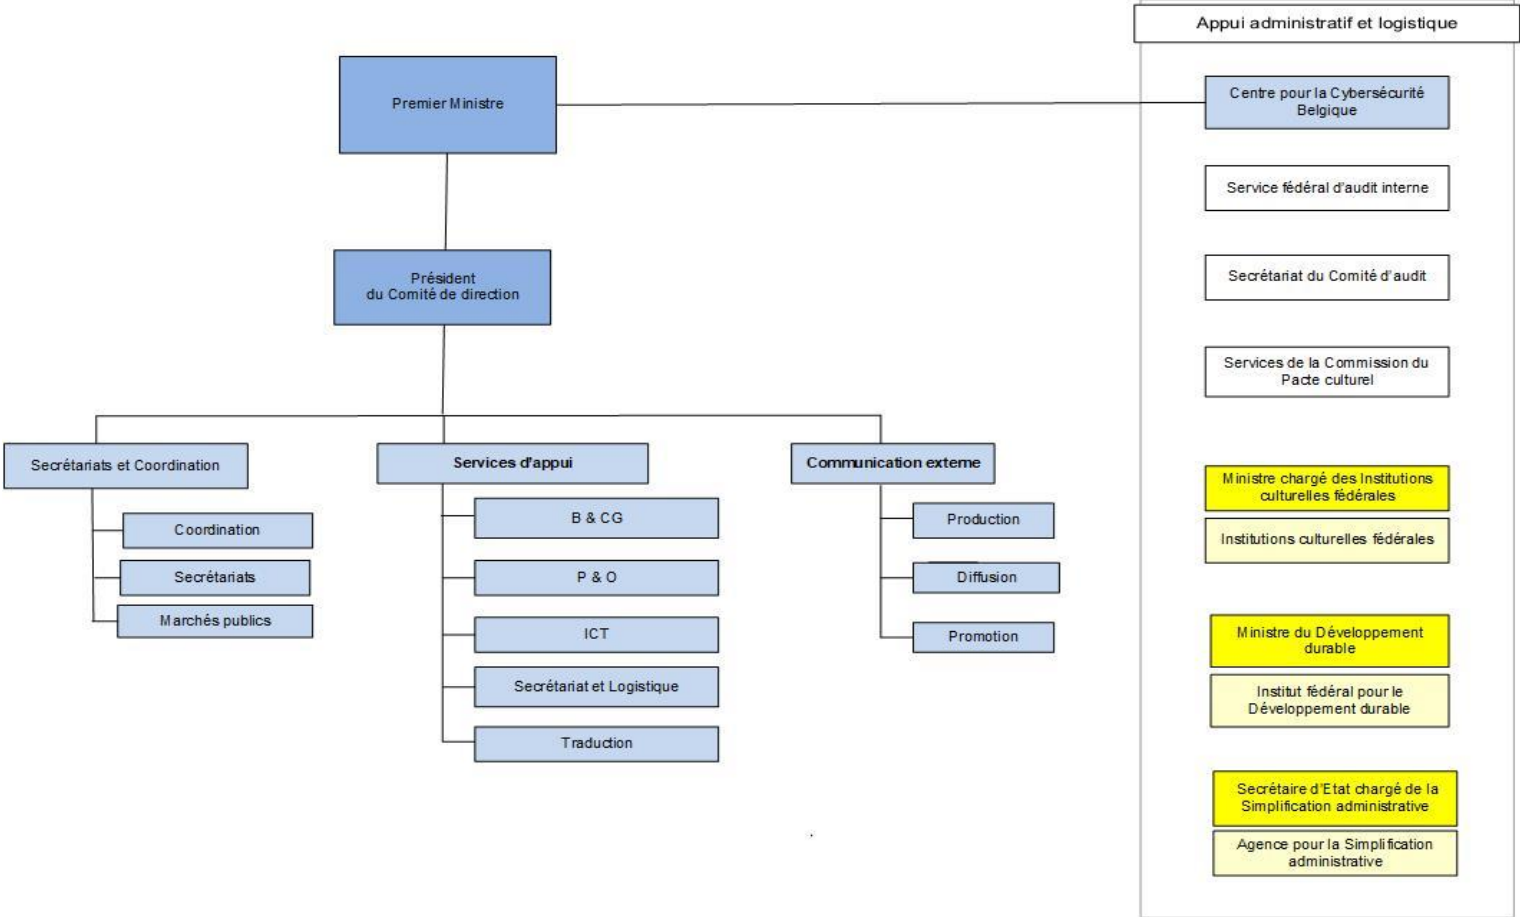 Appui administratif et logistique
Premier Ministre
Centre pour la Cybersécurité
Belgique
Service fédéral d'audit interne
Président
du Comité de direction
Secrétariat du Comité d'audit
Services de la Commission du
Pacte culturel
Secrétariats et Coordination
Services d'appui
Communication externe
Coordination
Secrétariats
Marchés publics
B & CG
P & O
ICT
Secrétariat et Logistique
Traduction
Production
Diffusion
Promotion
Ministre chargé des Institutions
culturelles fédérales
Institutions culturelles fédérales
Ministre du Développement
durable
Institut fédéral pour le
Développement durable
Secrétaire d'Etat chargé de la
Simplification administrative
Agence pour la Simplification
administrative